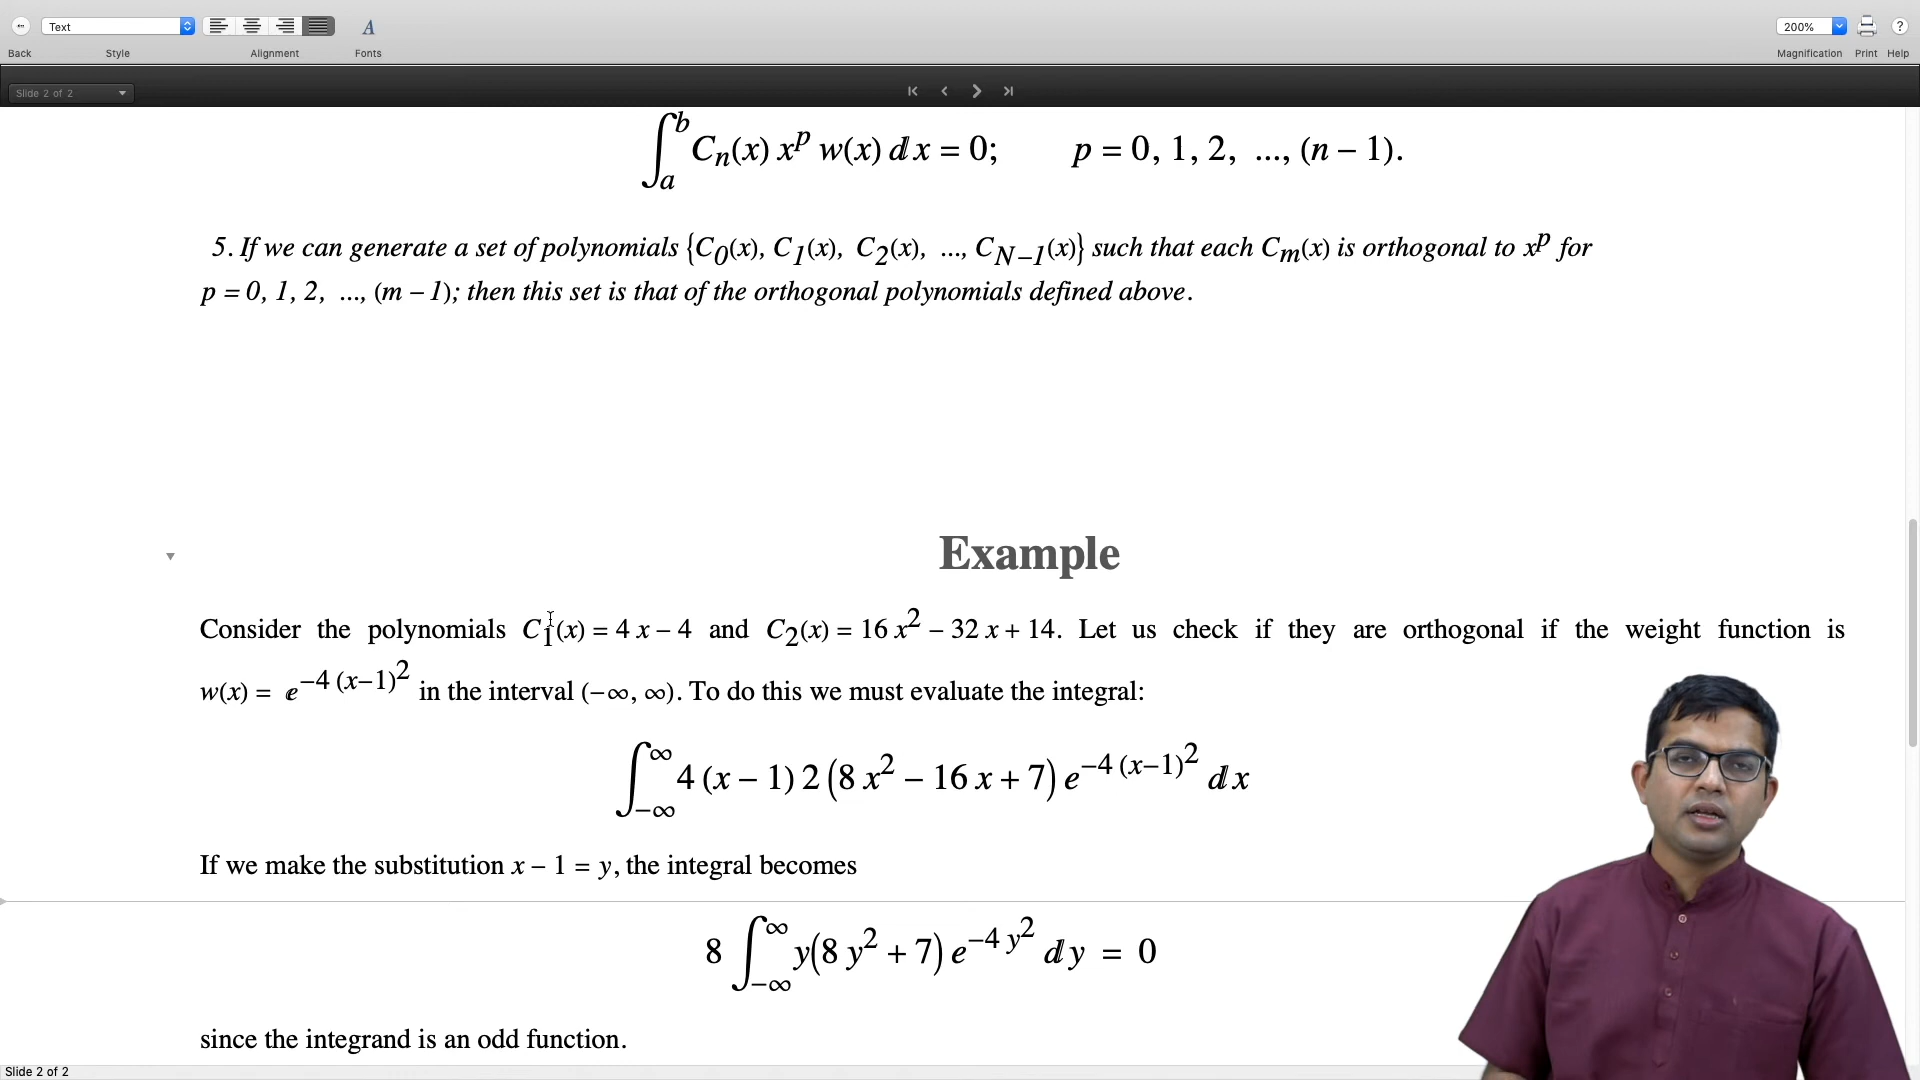 Text
200%
Back
Style
Alignment
Fonts
Magnification
Print
Help
Slide 2 of 2
∫_a^b C_n(x) x^p w(x) ⅆx = 0; p = 0, 1, 2, ..., (n − 1).
5. If we can generate a set of polynomials {C_0(x), C_1(x), C_2(x), ..., C_{N−1}(x)} such that each C_m(x) is orthogonal to x^p for
p = 0, 1, 2, ..., (m − 1); then this set is that of the orthogonal polynomials defined above.
Example
Consider the polynomials C_1(x) = 4 x − 4 and C_2(x) = 16 x^2 − 32 x + 14. Let us check if they are orthogonal if the weight function is
w(x) = ⅇ^{−4 (x−1)^2} in the interval (−∞, ∞). To do this we must evaluate the integral:
∫_{−∞}^∞ 4 (x − 1) 2 (8 x^2 − 16 x + 7) e^{−4 (x−1)^2} ⅆx
If we make the substitution x − 1 = y, the integral becomes
8 ∫_{−∞}^∞ y(8 y^2 + 7) e^{−4 y^2} ⅆy = 0
since the integrand is an odd function.
Slide 2 of 2